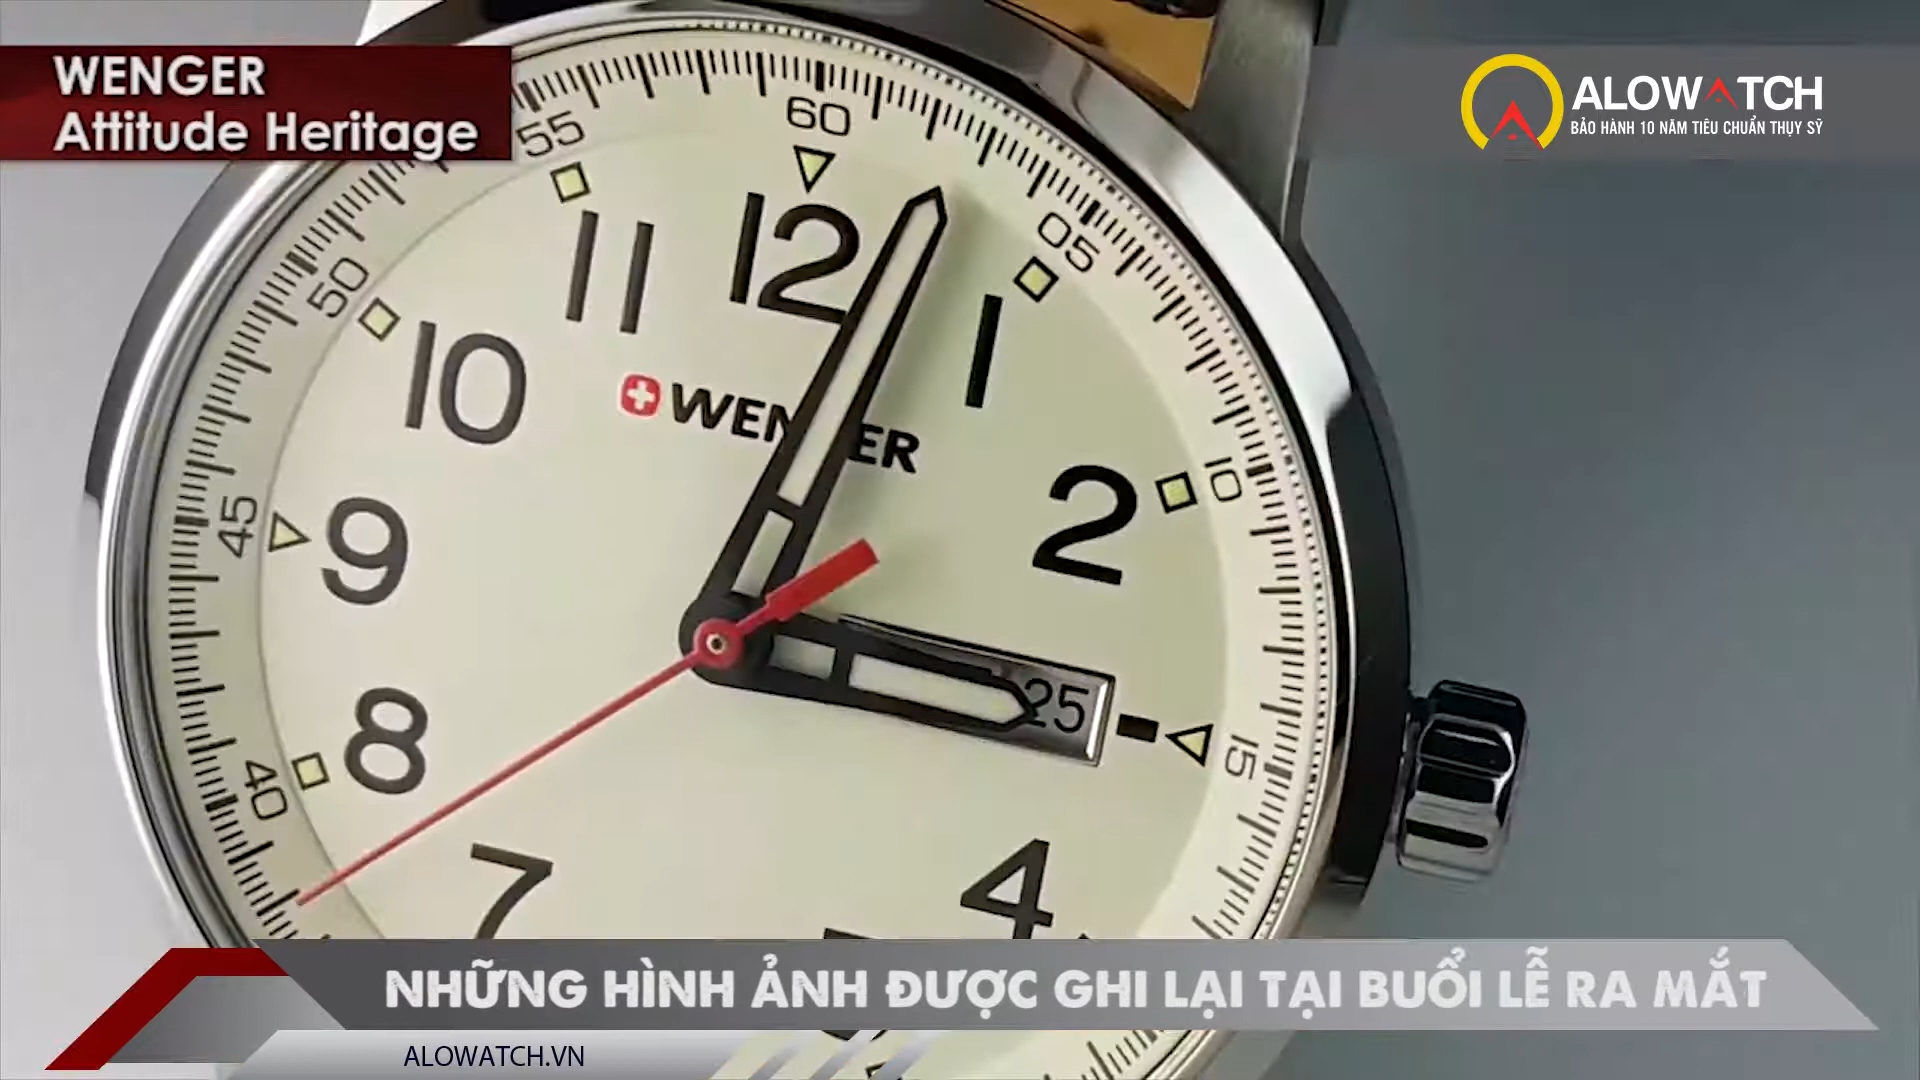 WENGER
Attitude Heritage
ALOWATCH
BẢO HÀNH 10 NĂM TIÊU CHUẨN THỤY SỸ
60
55
05
50
10
45
15
40
12
11
1
10
2
9
8
7
4
WENGER
25
NHỮNG HÌNH ẢNH ĐƯỢC GHI LẠI TẠI BUỔI LỄ RA MẮT
ALOWATCH.VN